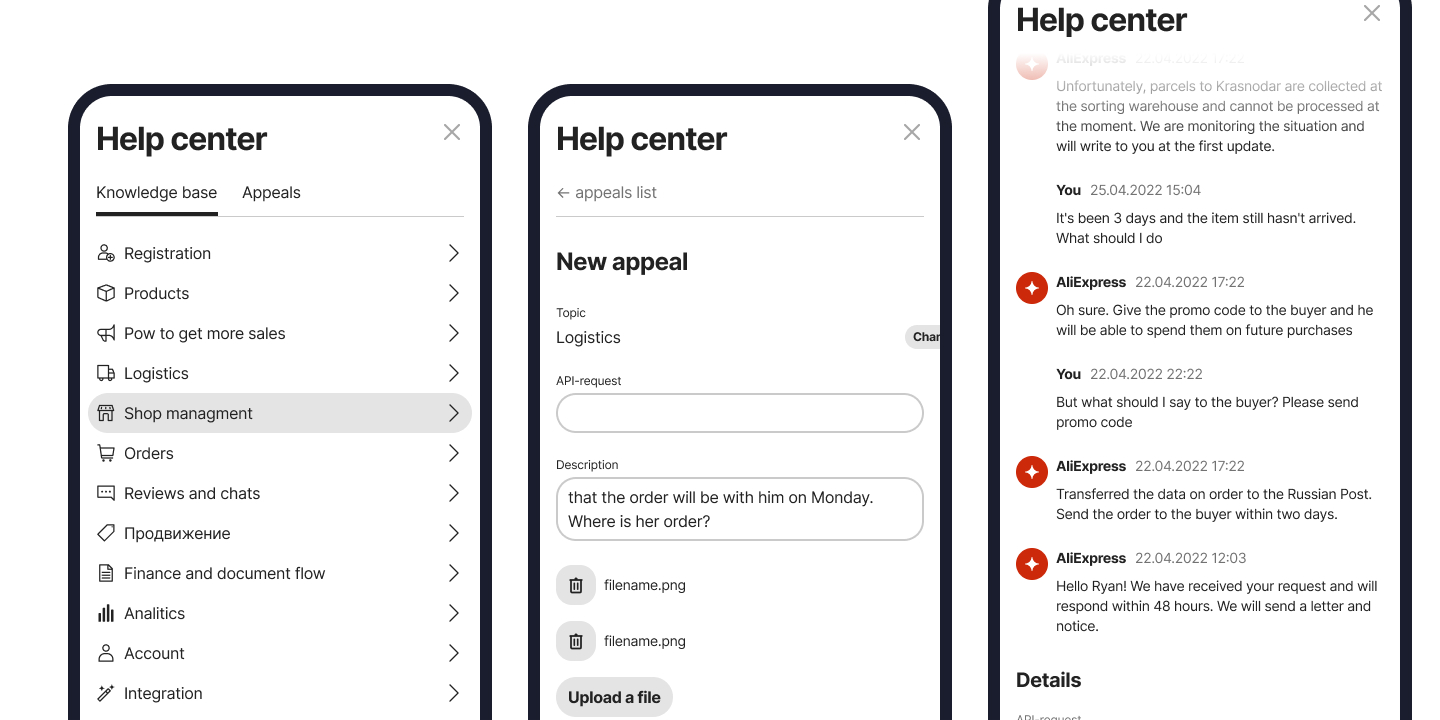 Help center
Knowledge base
Appeals
Registration
Products
Pow to get more sales
Logistics
Shop managment
Orders
Reviews and chats
Продвижение
Finance and document flow
Analitics
Account
Integration
Help center
← appeals list
New appeal
Topic
Logistics
Char
API-request
Description
that the order will be with him on Monday.
Where is her order?
filename.png
filename.png
Upload a file
Help center
AliExpress 22.04.2022 17:22
Unfortunately, parcels to Krasnodar are collected at
the sorting warehouse and cannot be processed at
the moment. We are monitoring the situation and
will write to you at the first update.
You 25.04.2022 15:04
It's been 3 days and the item still hasn't arrived.
What should I do
AliExpress 22.04.2022 17:22
Oh sure. Give the promo code to the buyer and he
will be able to spend them on future purchases
You 22.04.2022 22:22
But what should I say to the buyer? Please send
promo code
AliExpress 22.04.2022 17:22
Transferred the data on order to the Russian Post.
Send the order to the buyer within two days.
AliExpress 22.04.2022 12:03
Hello Ryan! We have received your request and will
respond within 48 hours. We will send a letter and
notice.
Details
API-request